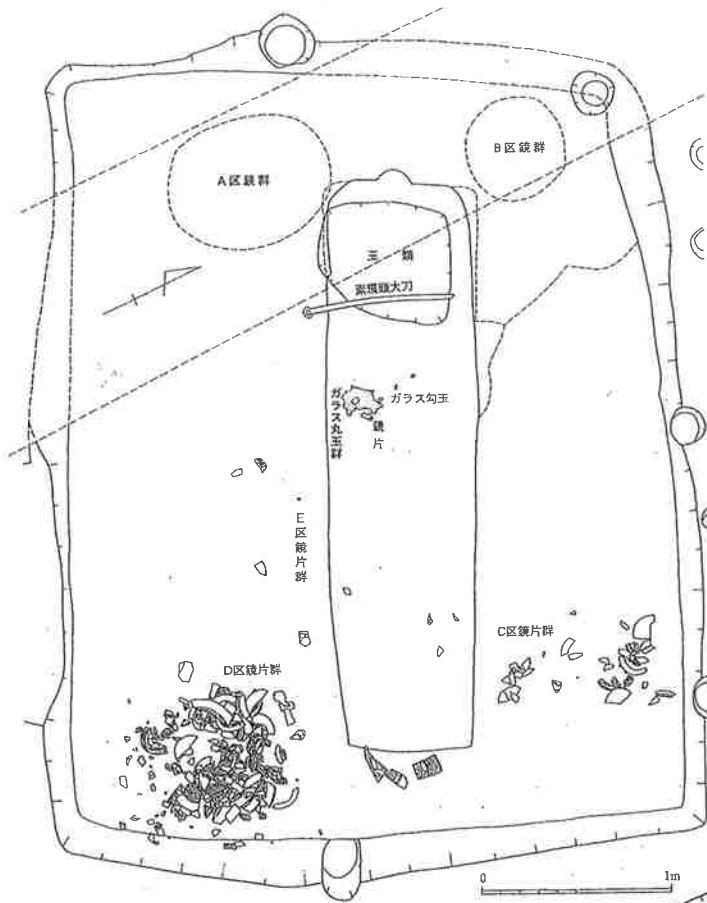 A区鏡群
B区鏡群
玉類
素環頭大刀
ガラス勾玉
ガラス丸玉群
鏡片
E区鏡片群
C区鏡片群
D区鏡片群
0 1m